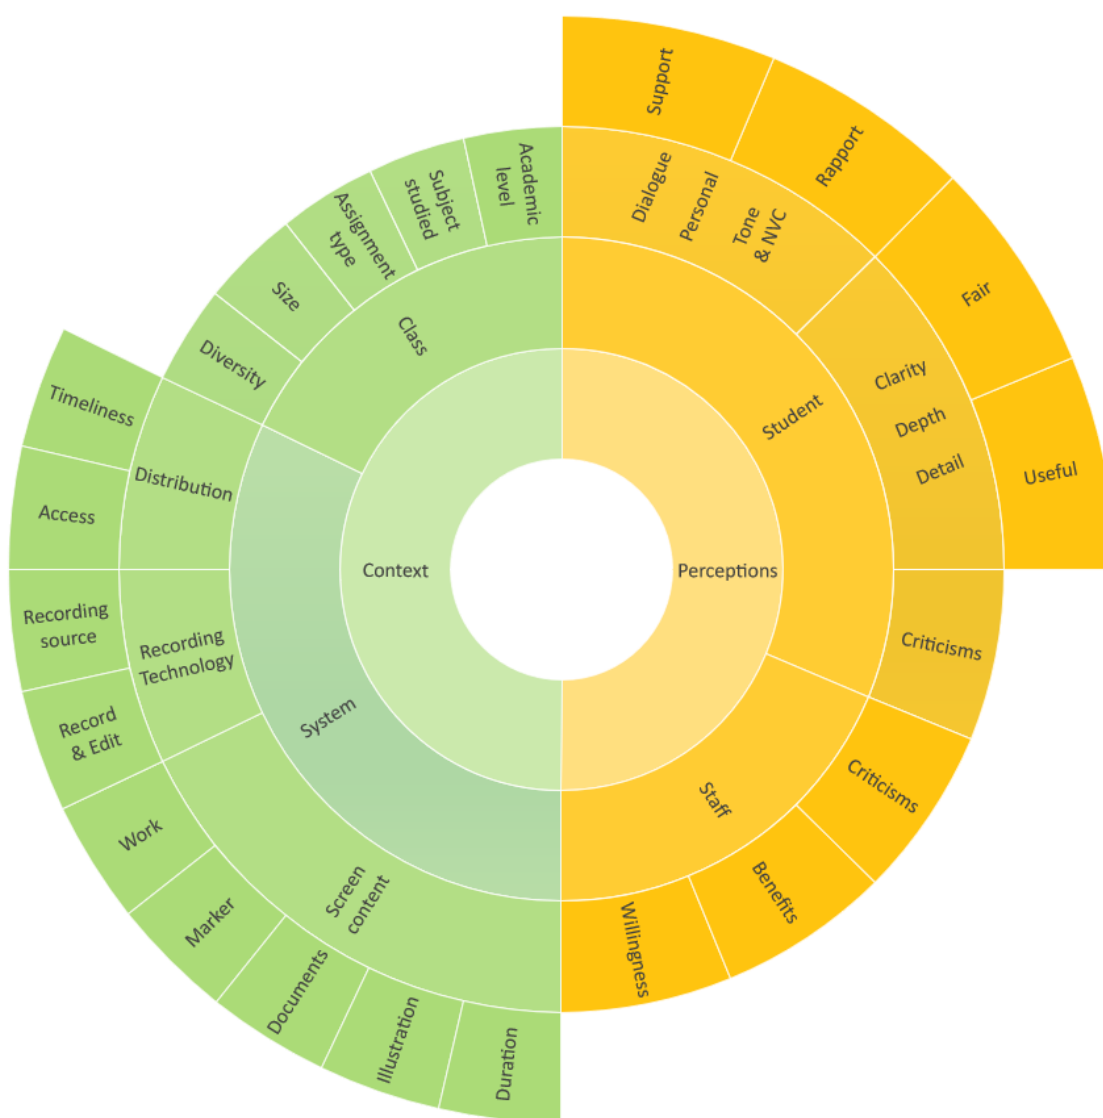 Support
Rapport
Fair
Useful
Dialogue
Personal
Tone
& NVC
Clarity
Depth
Detail
Criticisms
Student
Perceptions
Staff
Criticisms
Benefits
Willingness
Context
Class
Academic
level
Subject
studied
Assignment
type
Size
Diversity
System
Distribution
Timeliness
Access
Recording
Technology
Recording
source
Record
& Edit
Screen
content
Work
Marker
Documents
Illustration
Duration